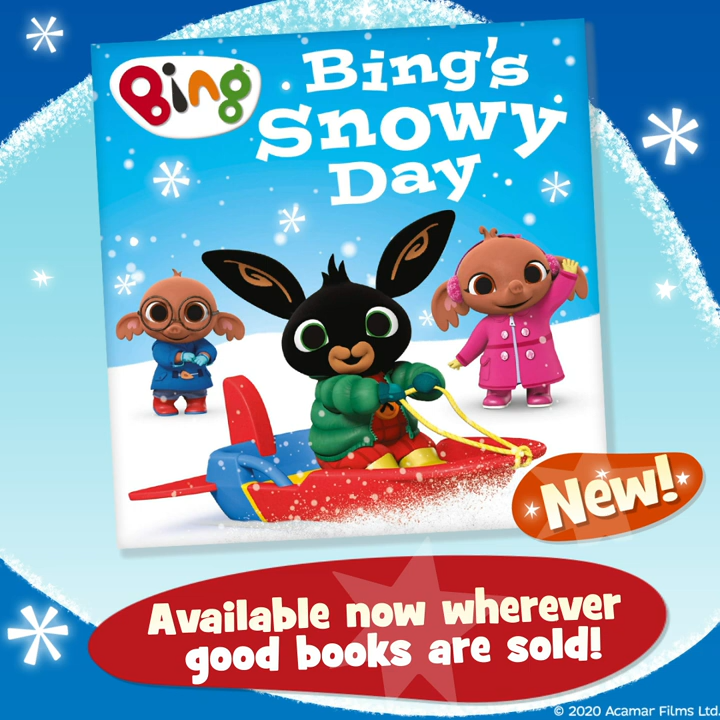 Bing
Bing's
Snowy
Day
New!
Available now wherever
good books are sold!
© 2020 Acamar Films Ltd.